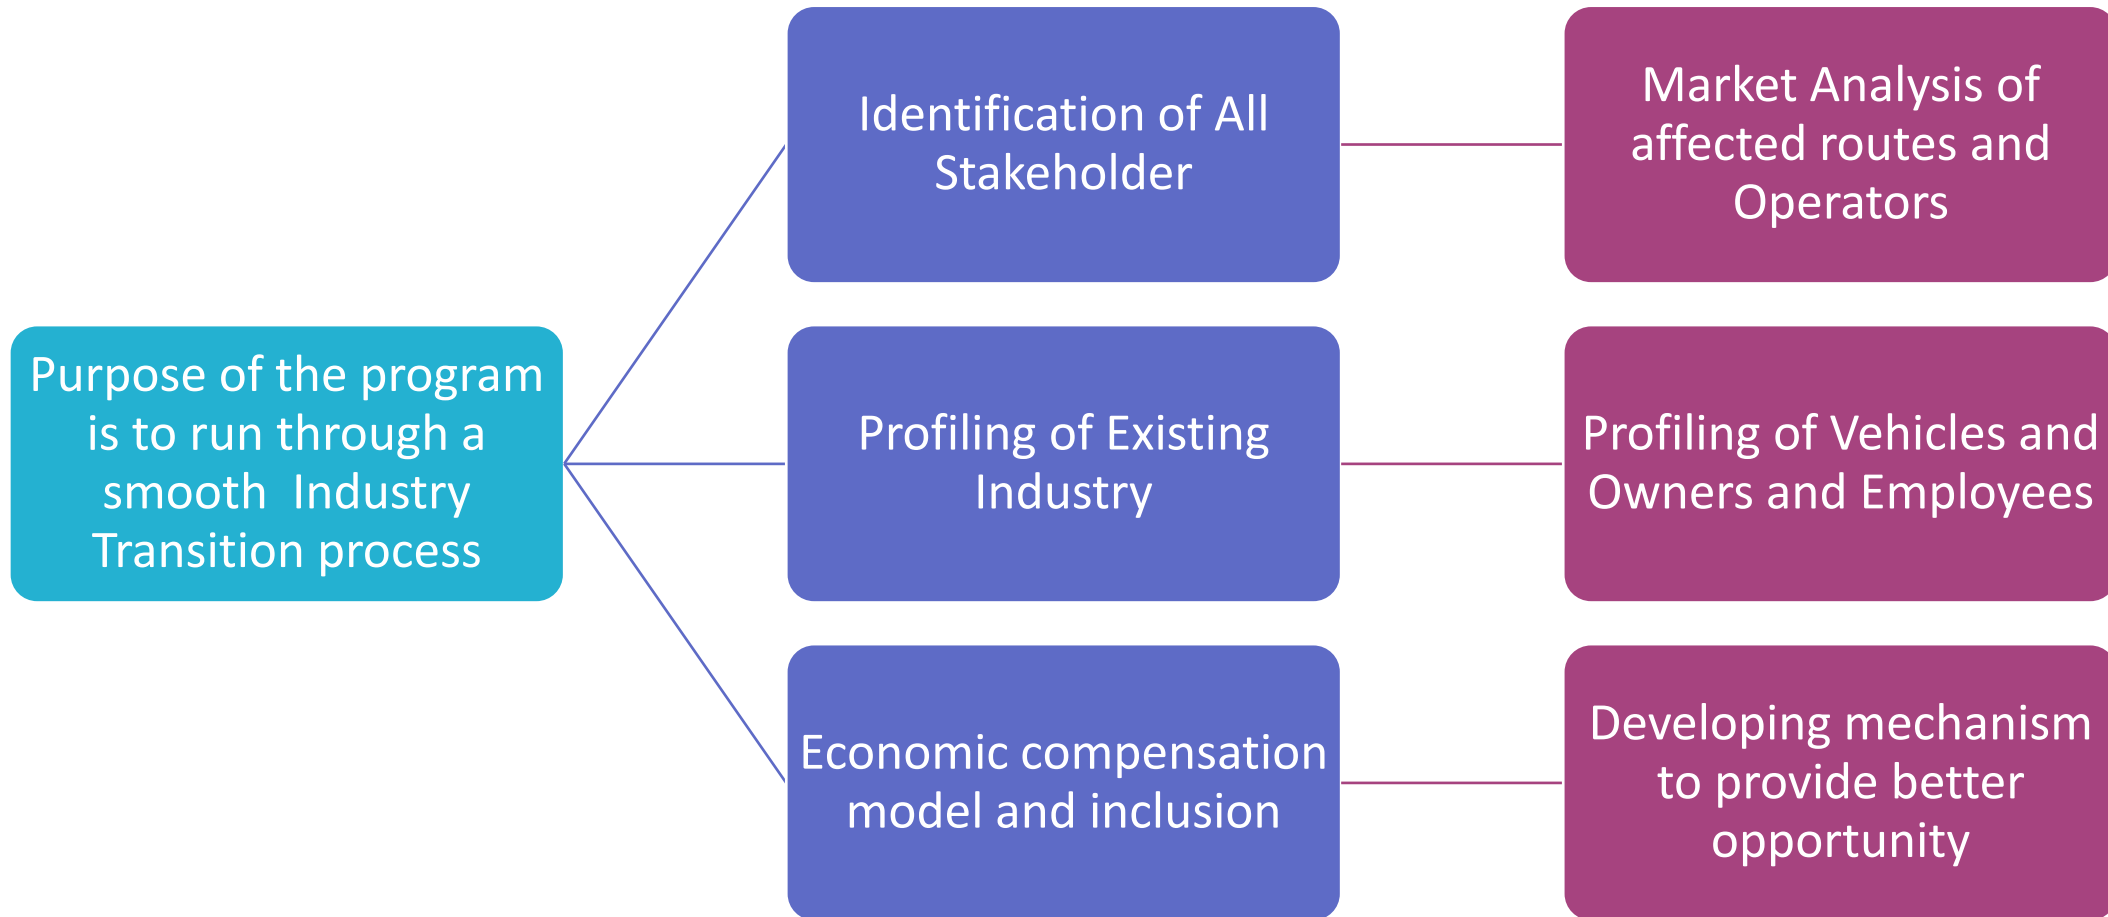 Purpose of the program
is to run through a
smooth  Industry
Transition process
Identification of All
Stakeholder
Market Analysis of
affected routes and
Operators
Profiling of Existing
Industry
Profiling of Vehicles and
Owners and Employees
Economic compensation
model and inclusion
Developing mechanism
to provide better
opportunity